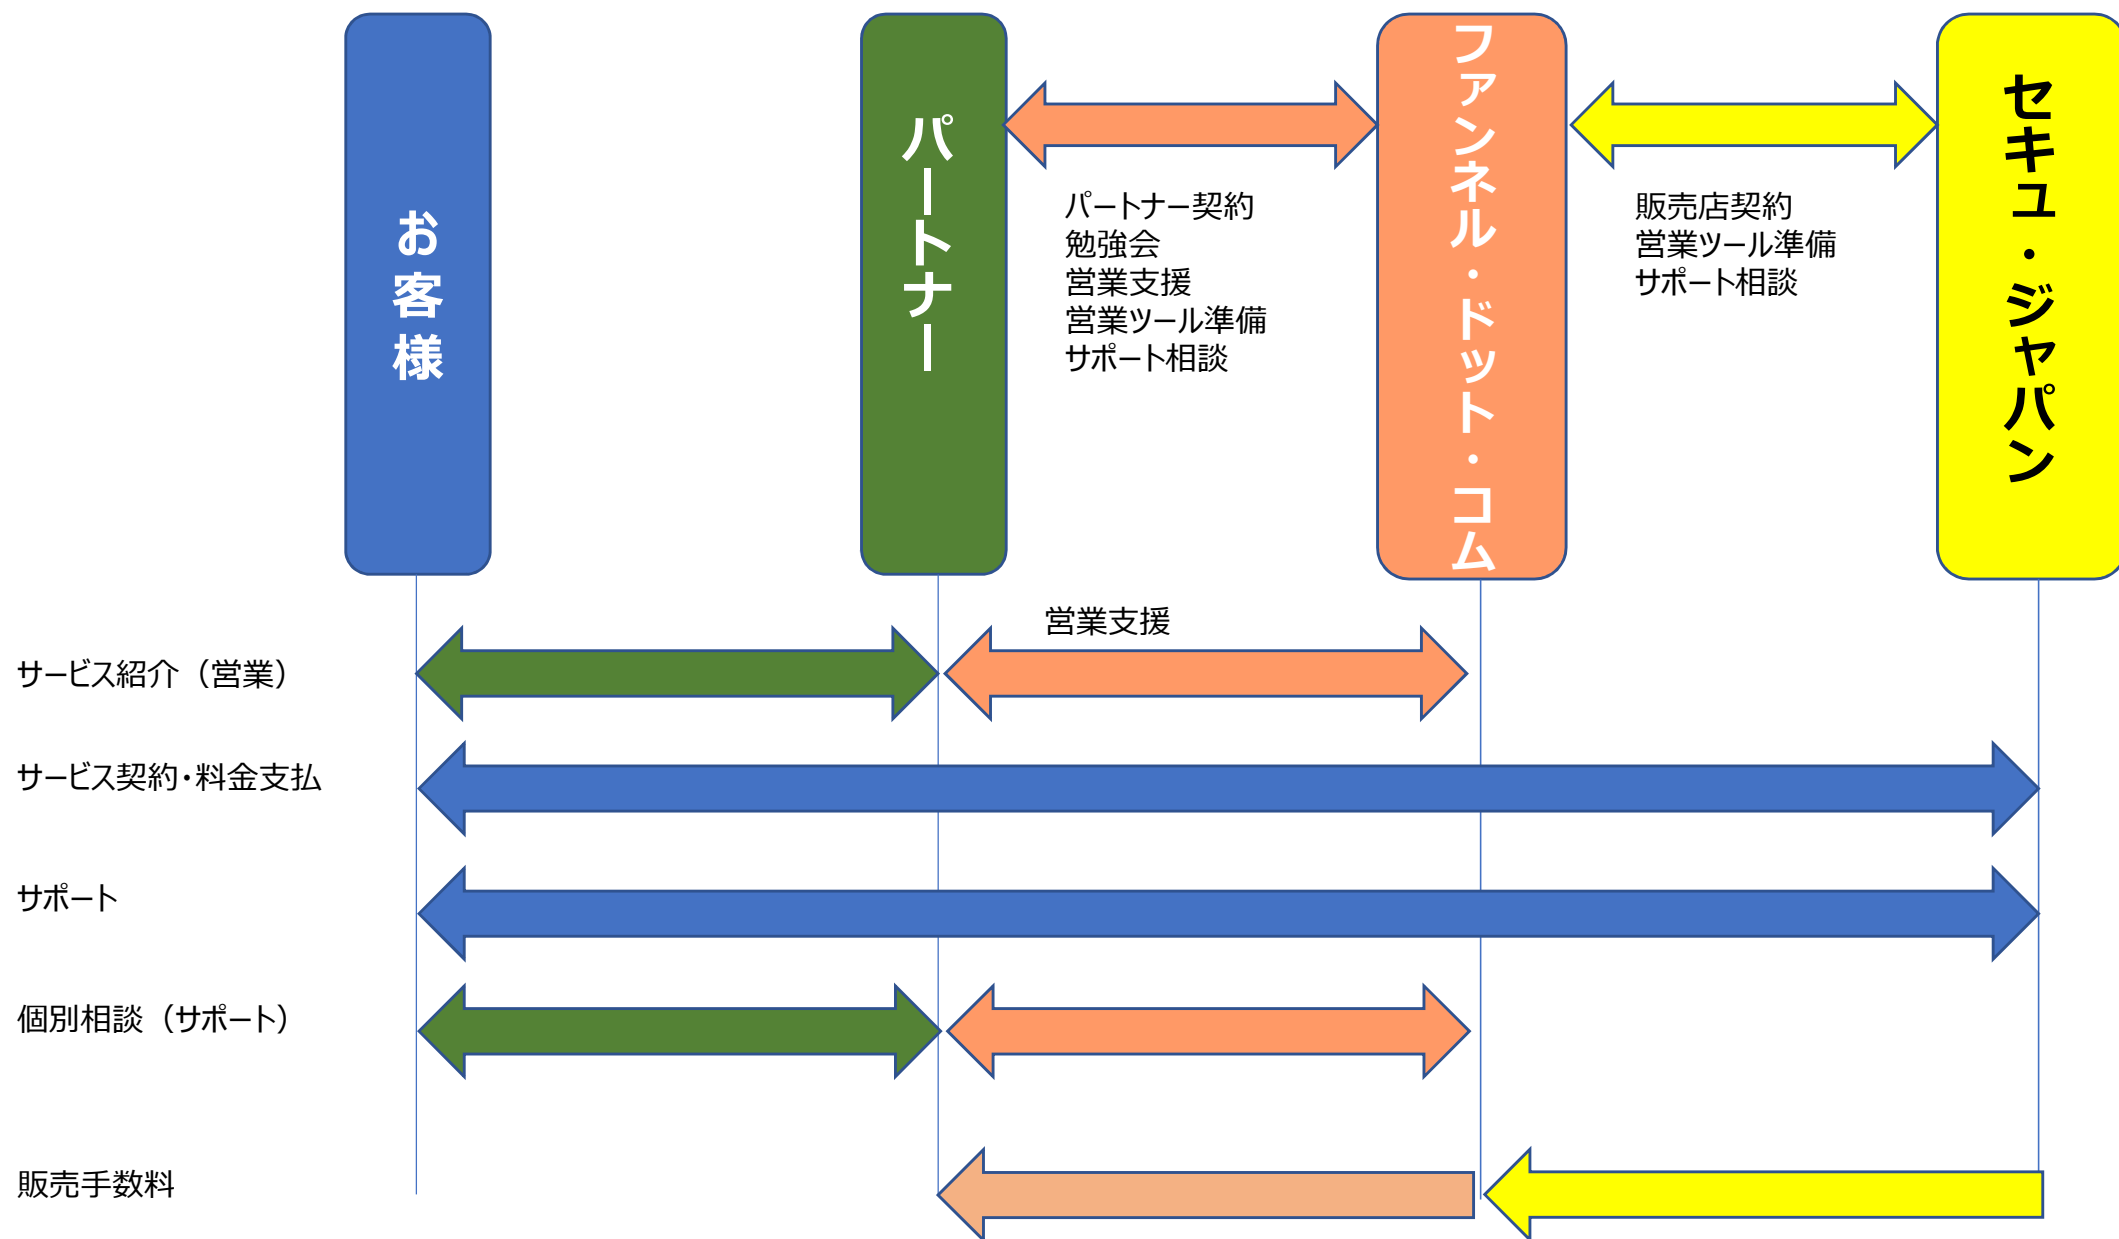 お客様
パートナー
ファンネル・ドット・コム
セキュ・ジャパン
パートナー契約
勉強会
営業支援
営業ツール準備
サポート相談
販売店契約
営業ツール準備
サポート相談
営業支援
サービス紹介（営業）
サービス契約・料金支払
サポート
個別相談（サポート）
販売手数料